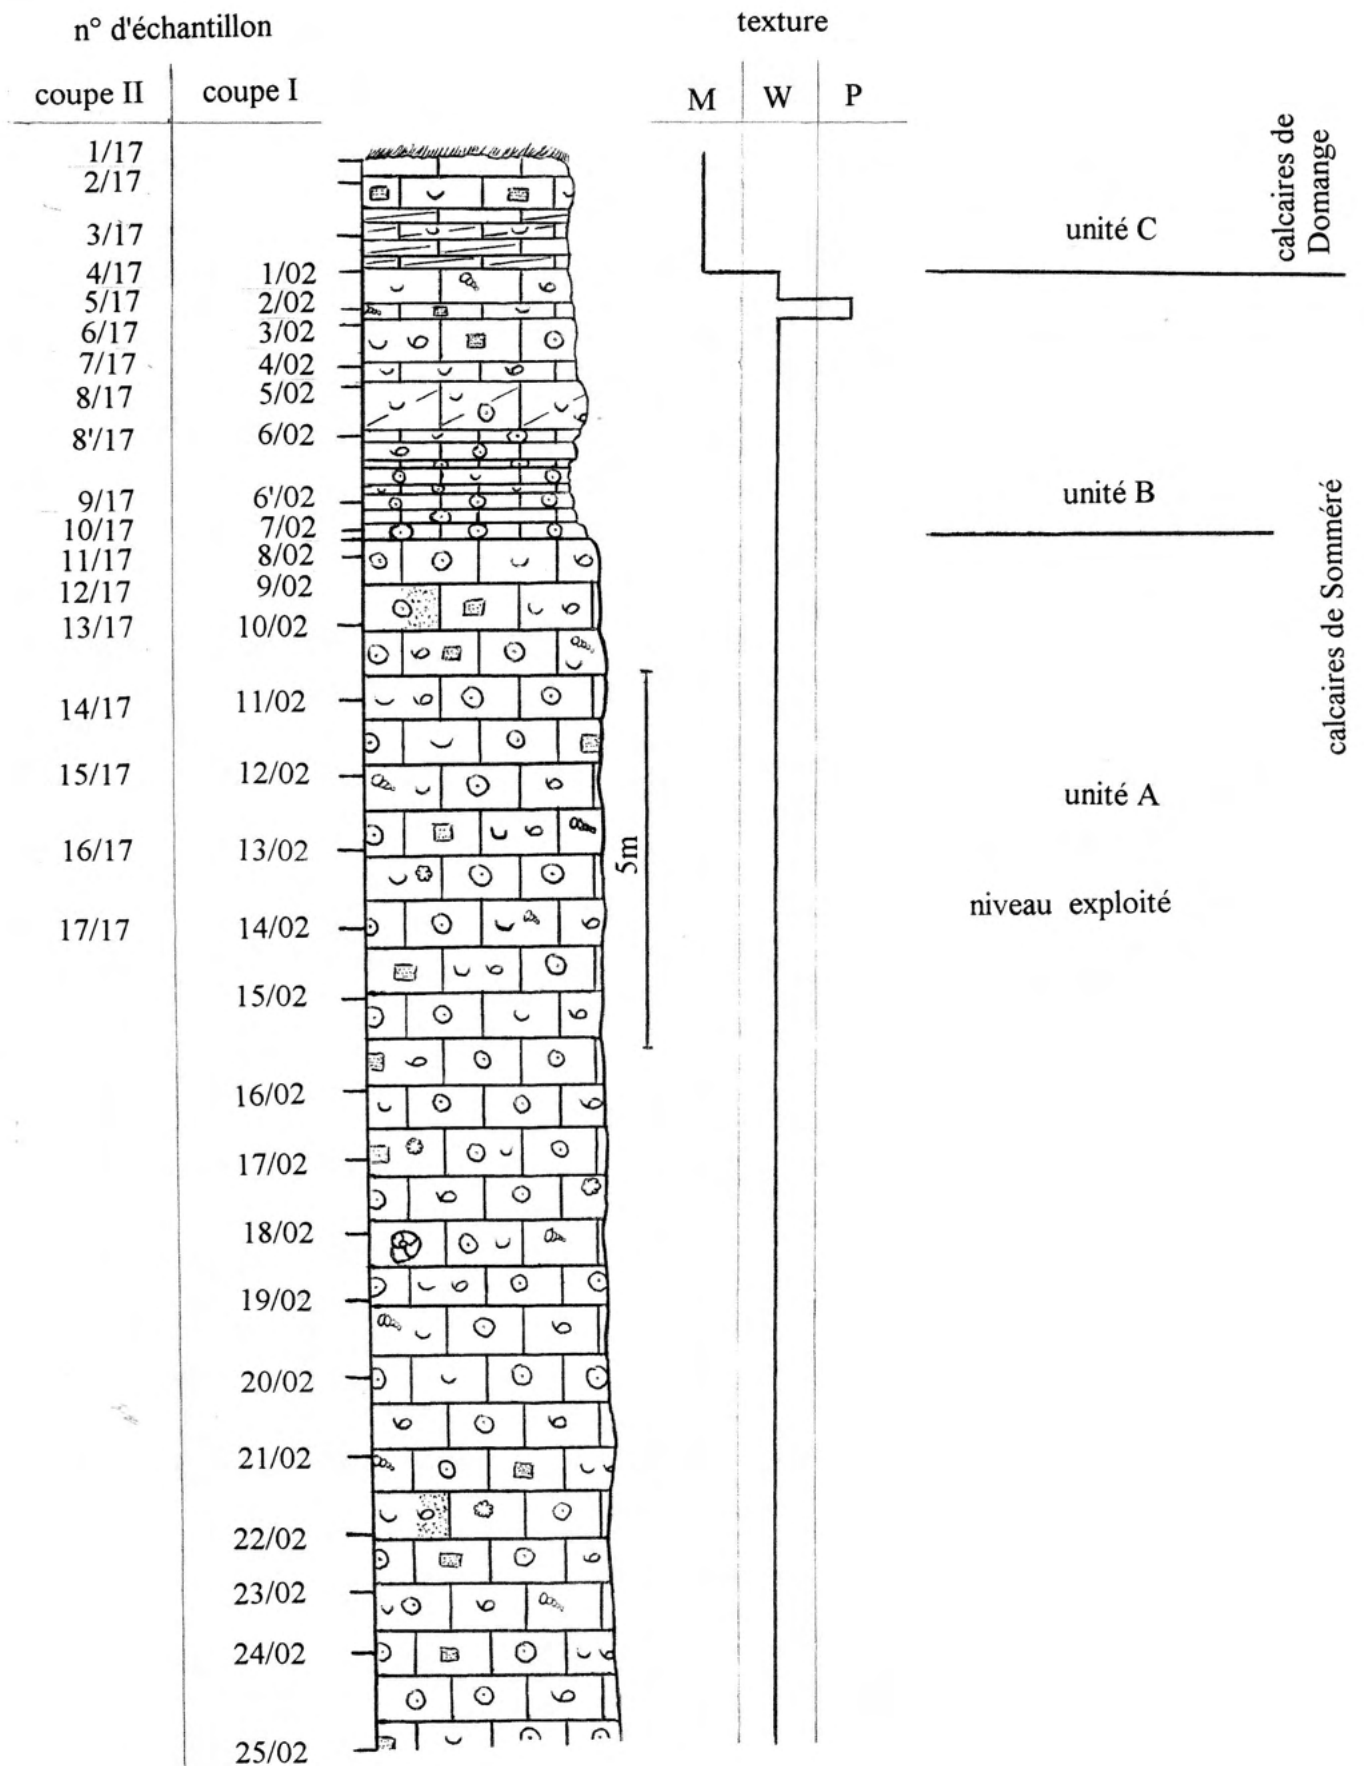 n° d'échantillon
texture
coupe II
coupe I
M
W
P
1/17
2/17
3/17
4/17
5/17
6/17
7/17
8/17
8'/17
9/17
10/17
11/17
12/17
13/17
14/17
15/17
16/17
17/17
1/02
2/02
3/02
4/02
5/02
6/02
6'/02
7/02
8/02
9/02
10/02
11/02
12/02
13/02
14/02
15/02
16/02
17/02
18/02
19/02
20/02
21/02
22/02
23/02
24/02
25/02
5m
unité C
unité B
unité A
niveau exploité
calcaires de
Domange
calcaires de Somméré